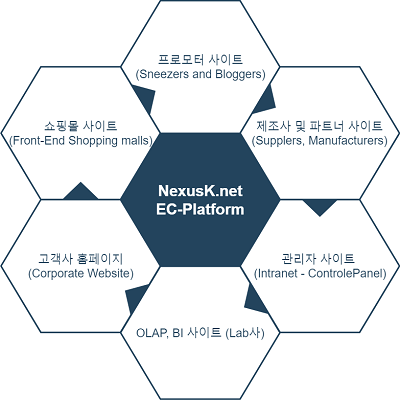 프로모터 사이트
(Sneezers and Bloggers)
쇼핑몰 사이트
(Front-End Shopping malls)
제조사 및 파트너 사이트
(Supplers, Manufacturers)
NexusK.net
EC-Platform
고객사 홈페이지
(Corporate Website)
관리자 사이트
(Intranet - ControlePanel)
OLAP, BI 사이트 (Lab사)